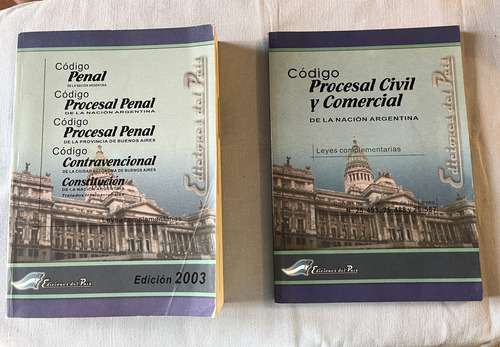 Código
Penal
DE LA NACIÓN ARGENTINA
Código
Procesal Penal
DE LA NACIÓN ARGENTINA
Código
Procesal Penal
DE LA PROVINCIA DE BUENOS AIRES
Código
Contravencional
DE LA CIUDAD AUTÓNOMA DE BUENOS AIRES
Constitución
DE LA NACIÓN ARGENTINA
Leyes complementarias
Ediciones del País
Ediciones del País
Edición 2003
Código
Procesal Civil
y Comercial
DE LA NACIÓN ARGENTINA
Leyes complementarias
Leyes
Ediciones del País
Ediciones del País